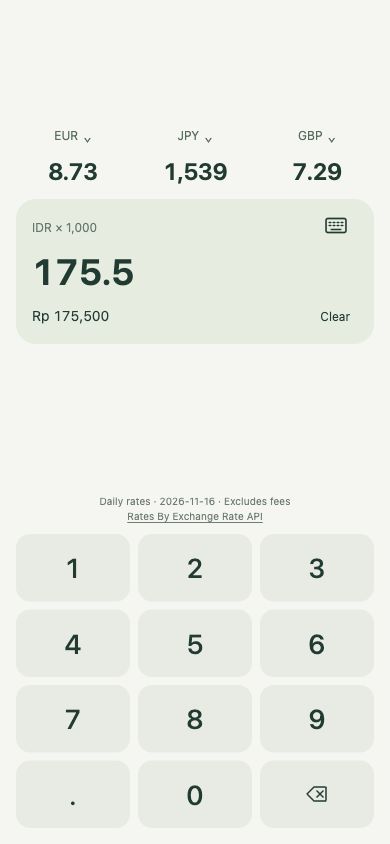 EUR JPY GBP
8.73 1,539 7.29
IDR × 1,000
175.5
Rp 175,500 Clear
Daily rates · 2026-11-16 · Excludes fees
Rates By Exchange Rate API
1 2 3
4 5 6
7 8 9
. 0